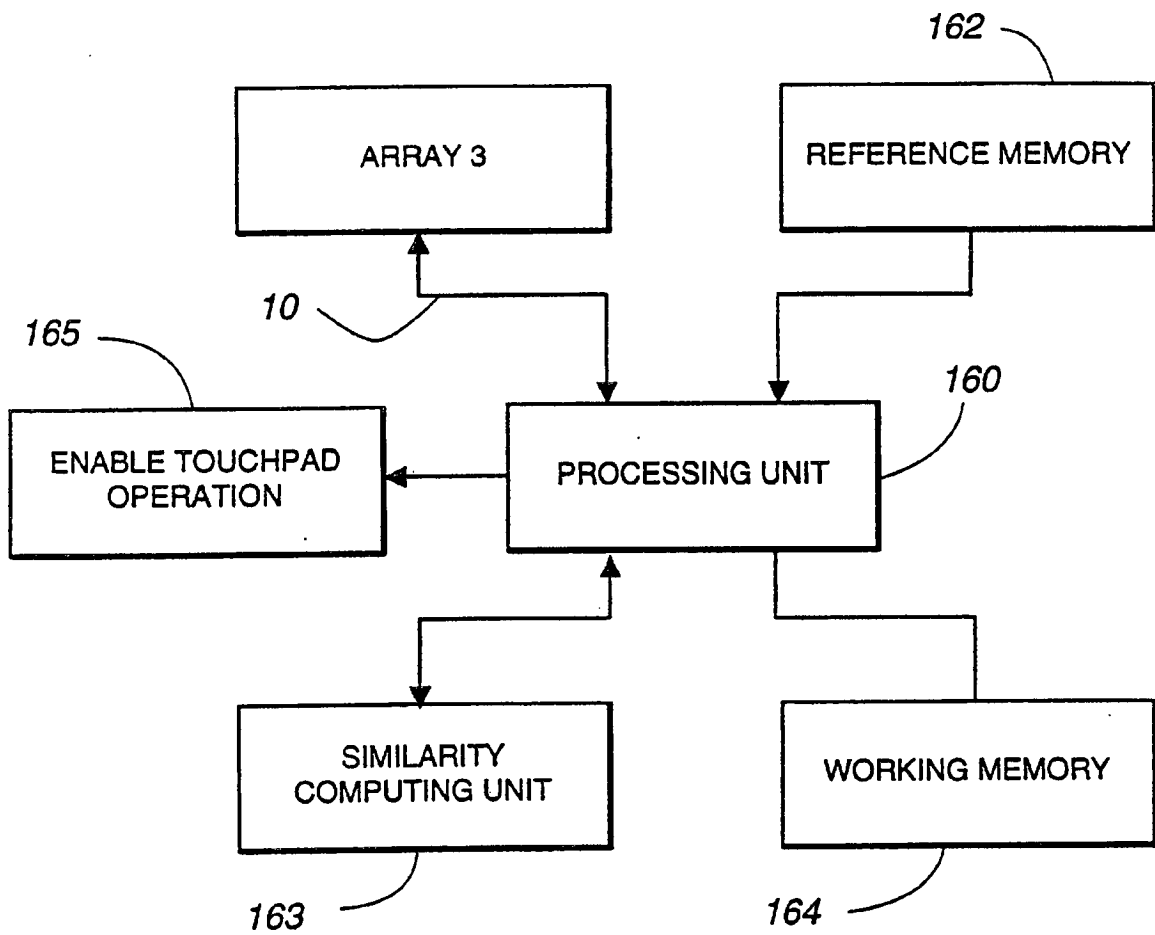 162
ARRAY 3
REFERENCE MEMORY
10
165
160
ENABLE TOUCHPAD
OPERATION
PROCESSING UNIT
SIMILARITY
COMPUTING UNIT
WORKING MEMORY
163
164